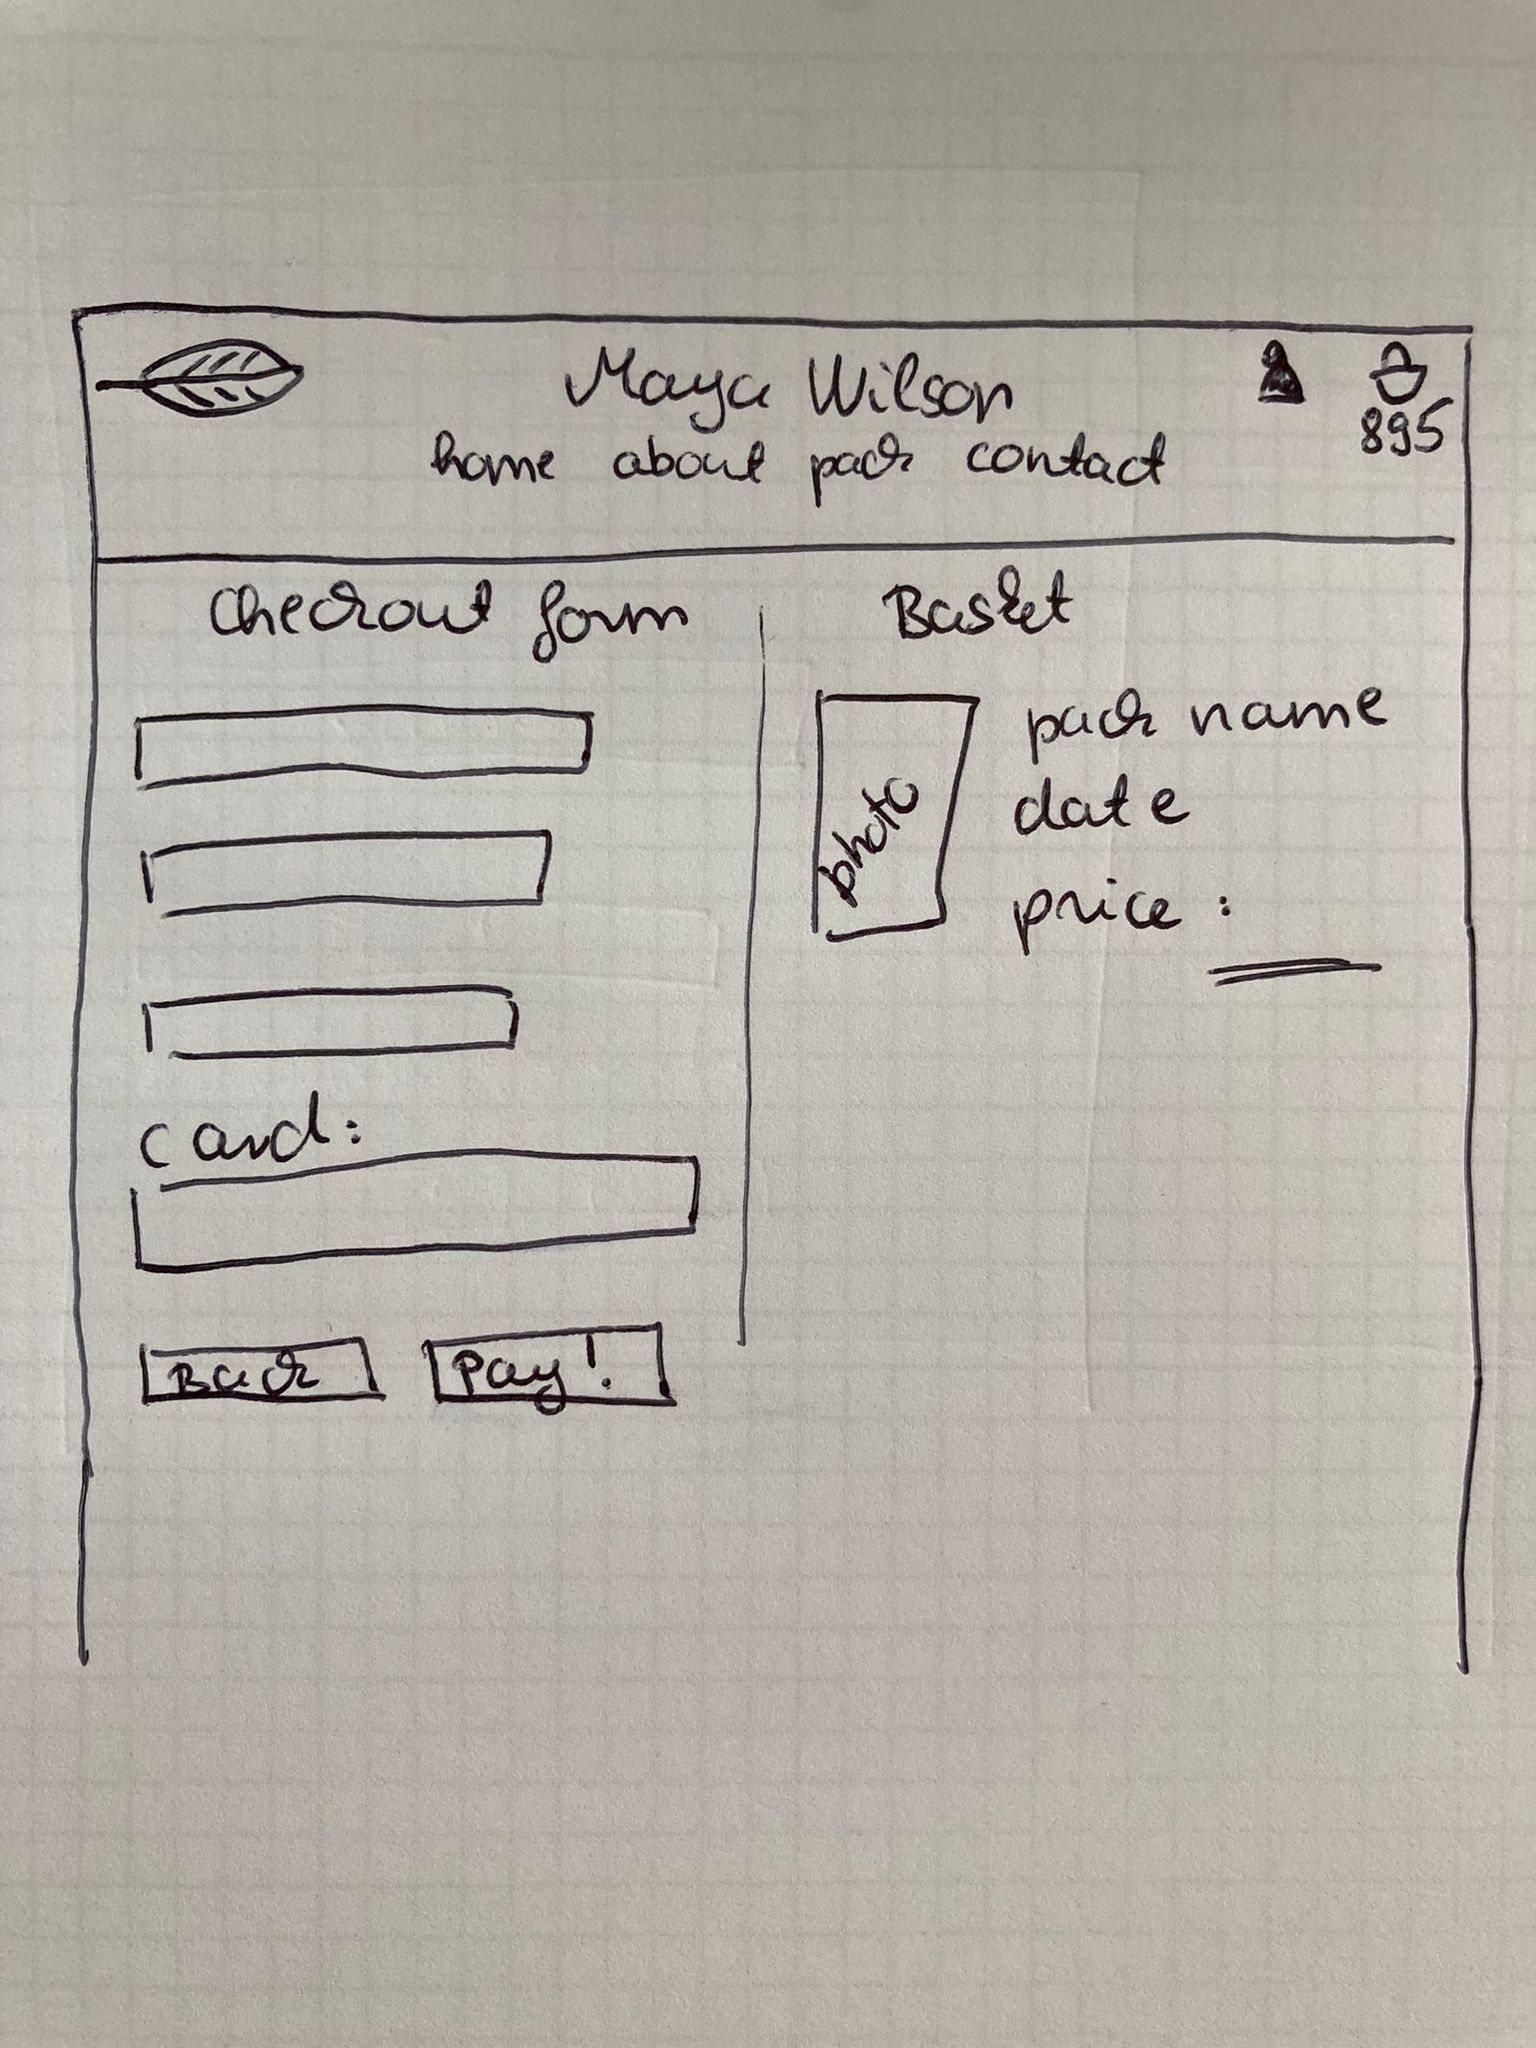 Maya Wilson
895
home about pack contact
Checkout form
Basket
pack name
date
price :
photo
card:
Back
Pay!